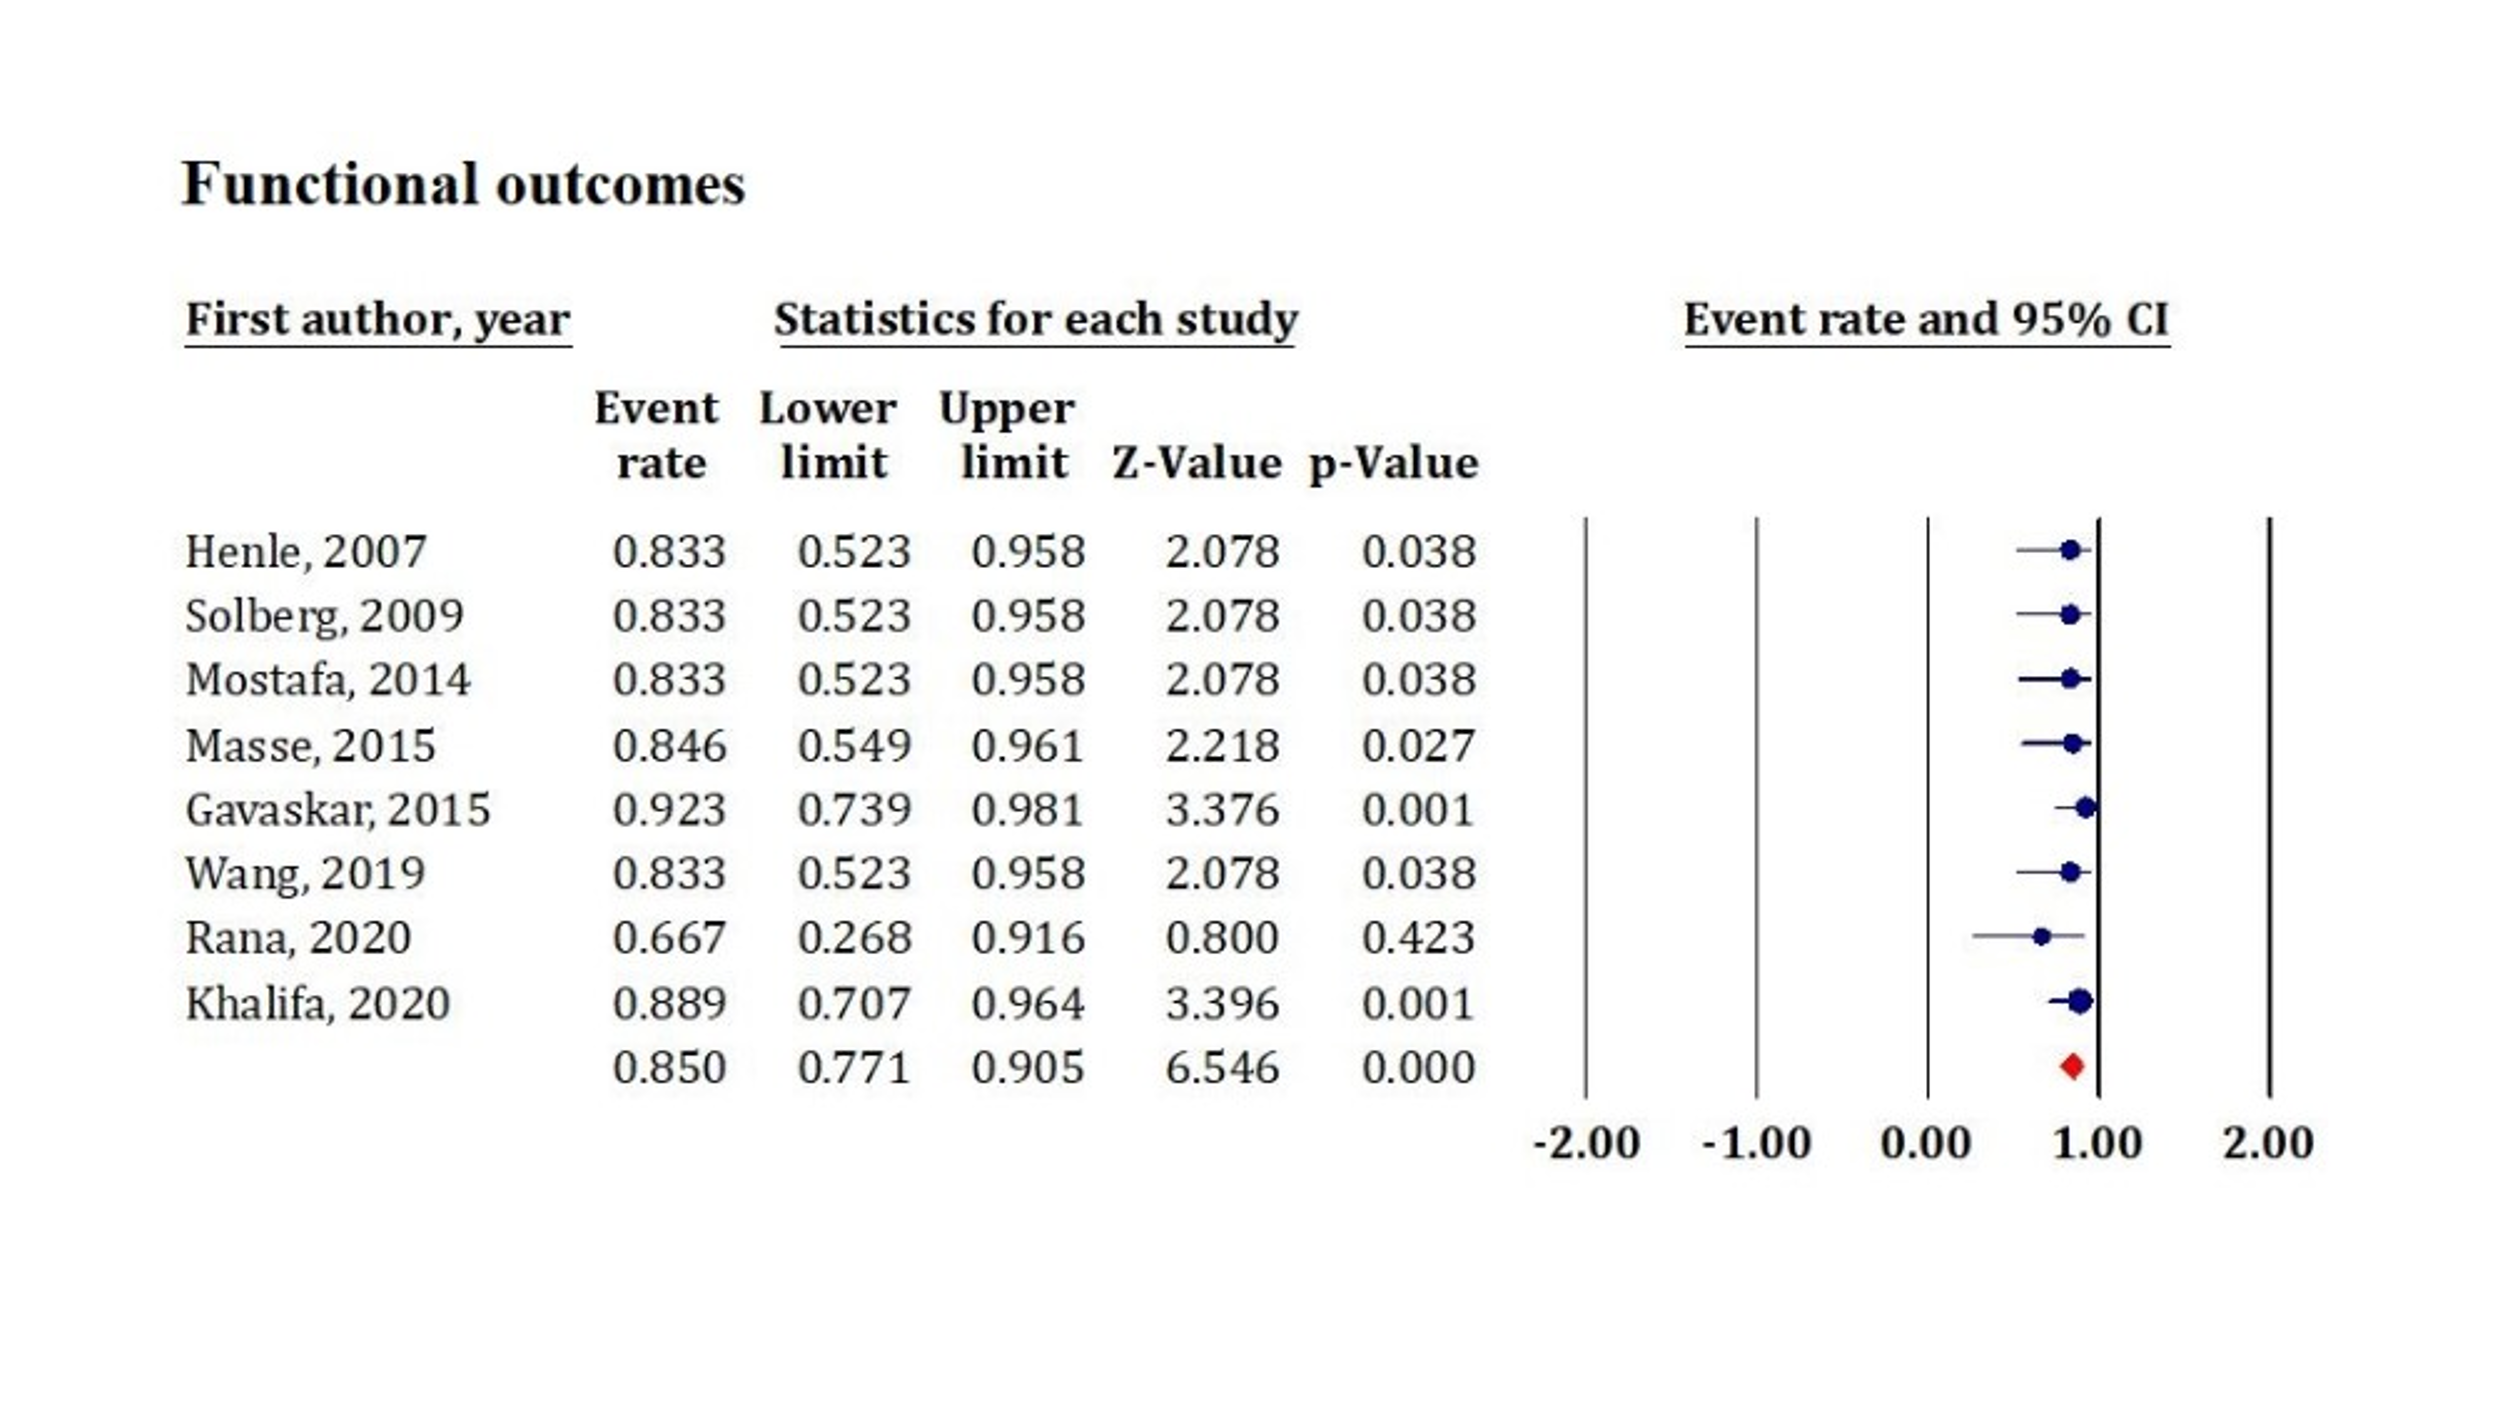 Functional outcomes
First author, year Statistics for each study Event rate and 95% CI
Event Lower Upper
rate limit limit Z-Value p-Value
Henle, 2007 0.833 0.523 0.958 2.078 0.038
Solberg, 2009 0.833 0.523 0.958 2.078 0.038
Mostafa, 2014 0.833 0.523 0.958 2.078 0.038
Masse, 2015 0.846 0.549 0.961 2.218 0.027
Gavaskar, 2015 0.923 0.739 0.981 3.376 0.001
Wang, 2019 0.833 0.523 0.958 2.078 0.038
Rana, 2020 0.667 0.268 0.916 0.800 0.423
Khalifa, 2020 0.889 0.707 0.964 3.396 0.001
0.850 0.771 0.905 6.546 0.000
-2.00 -1.00 0.00 1.00 2.00